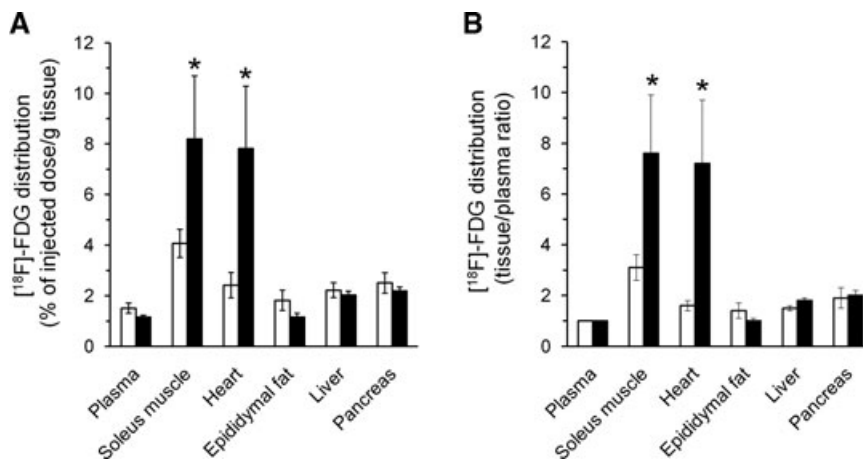 A
[18F]-FDG distribution
(% of injected dose/g tissue)
12
10
8
6
4
2
0
*
*
Plasma
Soleus muscle
Heart
Epididymal fat
Liver
Pancreas
B
[18F]-FDG distribution
(tissue/plasma ratio)
12
10
8
6
4
2
0
*
*
Plasma
Soleus muscle
Heart
Epididymal fat
Liver
Pancreas